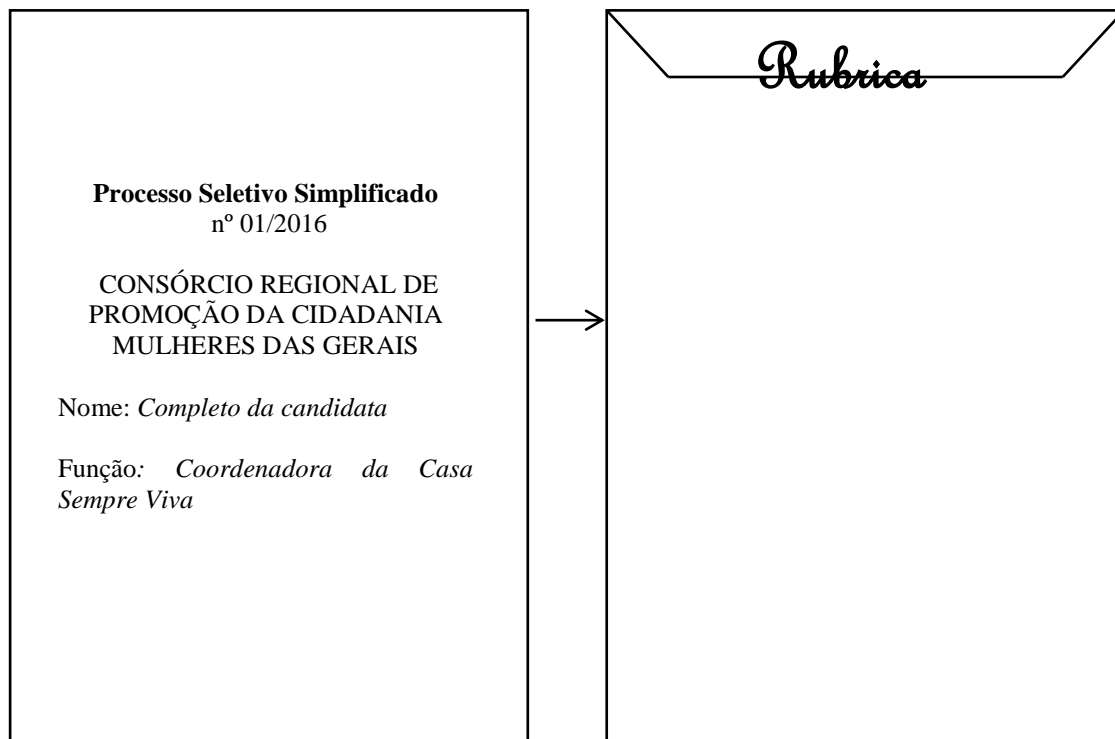 Processo Seletivo Simplificado
nº 01/2016
CONSÓRCIO REGIONAL DE
PROMOÇÃO DA CIDADANIA
MULHERES DAS GERAIS
Nome: Completo da candidata
Função: Coordenadora da Casa
Sempre Viva
Rubrica